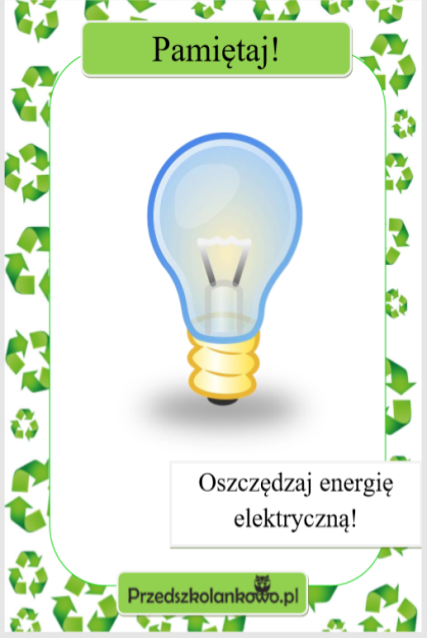 Pamiętaj!
Oszczędzaj energię
elektryczną!
Przedszkolankowo.pl